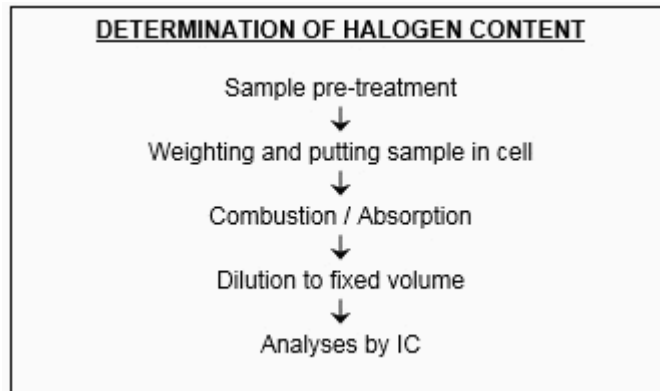 DETERMINATION OF HALOGEN CONTENT
Sample pre-treatment
↓
Weighting and putting sample in cell
↓
Combustion / Absorption
↓
Dilution to fixed volume
↓
Analyses by IC